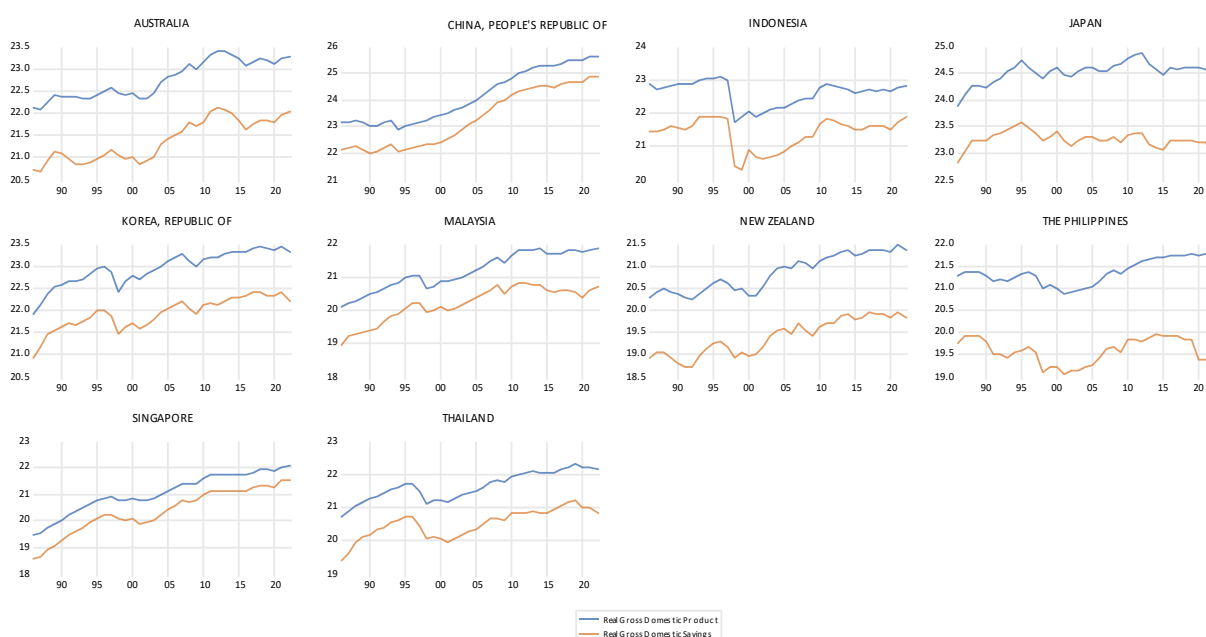 AUSTRALIA
23.5
23.0
22.5
22.0
21.5
21.0
20.5
90 95 00 05 10 15 20
CHINA, PEOPLE'S REPUBLIC OF
26
25
24
23
22
21
90 95 00 05 10 15 20
INDONESIA
24
23
22
21
20
90 95 00 05 10 15 20
JAPAN
25.0
24.5
24.0
23.5
23.0
22.5
90 95 00 05 10 15 20
KOREA, REPUBLIC OF
23.5
23.0
22.5
22.0
21.5
21.0
20.5
90 95 00 05 10 15 20
MALAYSIA
22
21
20
19
18
90 95 00 05 10 15 20
NEW ZEALAND
21.5
21.0
20.5
20.0
19.5
19.0
18.5
90 95 00 05 10 15 20
THE PHILIPPINES
22.0
21.5
21.0
20.5
20.0
19.5
19.0
90 95 00 05 10 15 20
SINGAPORE
23
22
21
20
19
18
90 95 00 05 10 15 20
THAILAND
23
22
21
20
19
90 95 00 05 10 15 20
Real Gross Domestic Product
Real Gross Domestic Savings